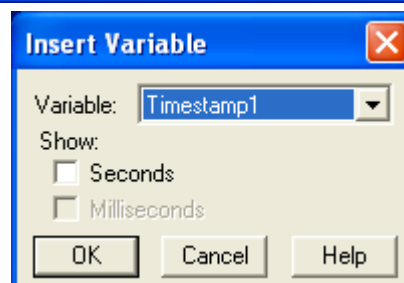 Insert Variable
Variable: Timestamp1
Show:
Seconds
Milliseconds
OK Cancel Help